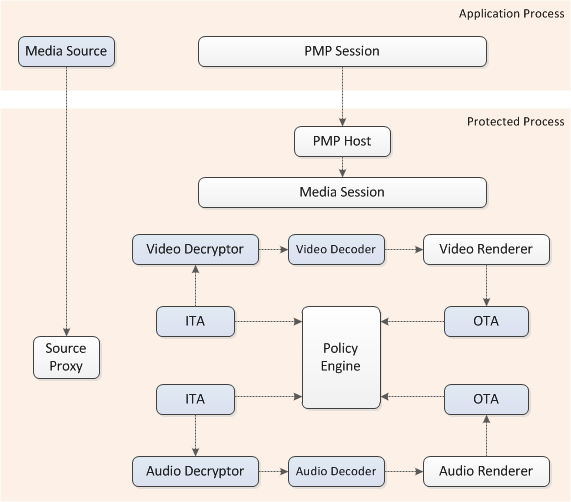 Application Process
Media Source
PMP Session
Protected Process
PMP Host
Media Session
Video Decryptor
Video Decoder
Video Renderer
ITA
Policy
Engine
OTA
Source
Proxy
ITA
OTA
Audio Decryptor
Audio Decoder
Audio Renderer